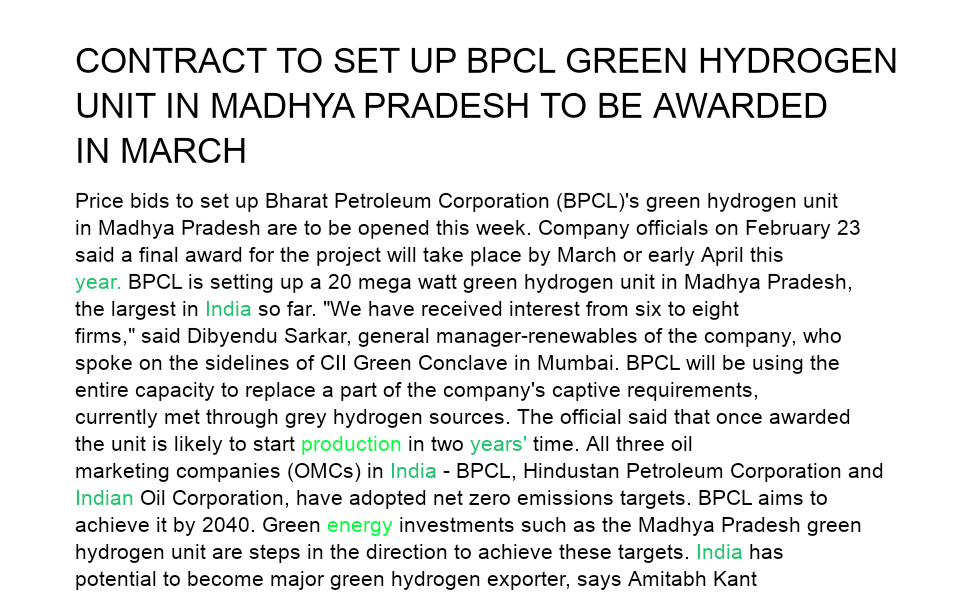 CONTRACT TO SET UP BPCL GREEN HYDROGEN
UNIT IN MADHYA PRADESH TO BE AWARDED
IN MARCH
Price bids to set up Bharat Petroleum Corporation (BPCL)'s green hydrogen unit
in Madhya Pradesh are to be opened this week. Company officials on February 23
said a final award for the project will take place by March or early April this
year. BPCL is setting up a 20 mega watt green hydrogen unit in Madhya Pradesh,
the largest in India so far. "We have received interest from six to eight
firms," said Dibyendu Sarkar, general manager-renewables of the company, who
spoke on the sidelines of CII Green Conclave in Mumbai. BPCL will be using the
entire capacity to replace a part of the company's captive requirements,
currently met through grey hydrogen sources. The official said that once awarded
the unit is likely to start production in two years' time. All three oil
marketing companies (OMCs) in India - BPCL, Hindustan Petroleum Corporation and
Indian Oil Corporation, have adopted net zero emissions targets. BPCL aims to
achieve it by 2040. Green energy investments such as the Madhya Pradesh green
hydrogen unit are steps in the direction to achieve these targets. India has
potential to become major green hydrogen exporter, says Amitabh Kant